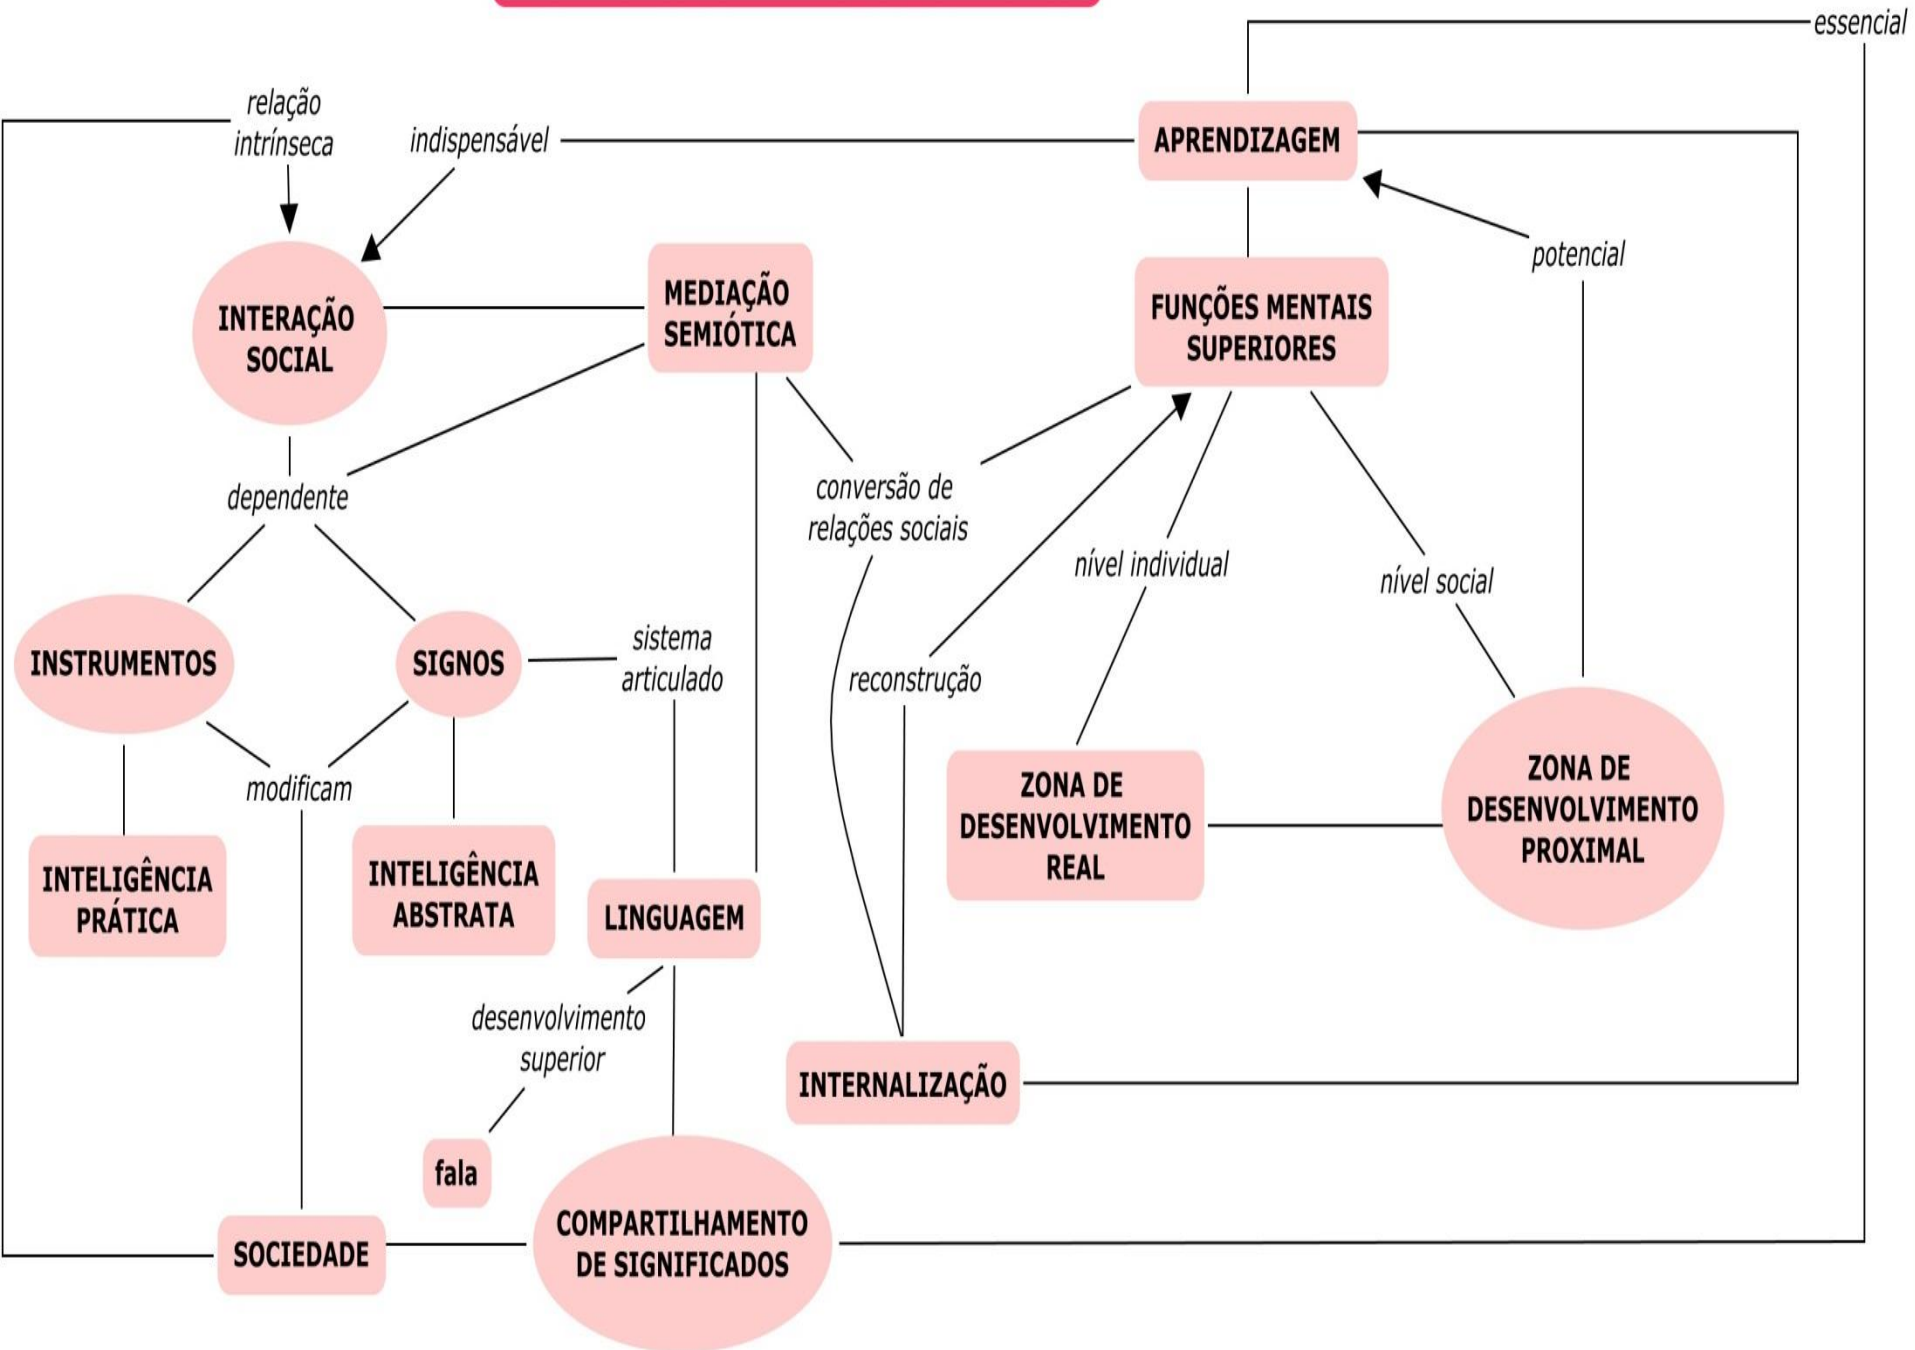 essencial
relação
intrínseca
indispensável
APRENDIZAGEM
potencial
INTERAÇÃO
SOCIAL
MEDIAÇÃO
SEMIÓTICA
FUNÇÕES MENTAIS
SUPERIORES
dependente
conversão de
relações sociais
nível individual
nível social
INSTRUMENTOS
SIGNOS
sistema
articulado
reconstrução
modificam
ZONA DE
DESENVOLVIMENTO
REAL
ZONA DE
DESENVOLVIMENTO
PROXIMAL
INTELIGÊNCIA
PRÁTICA
INTELIGÊNCIA
ABSTRATA
LINGUAGEM
desenvolvimento
superior
INTERNALIZAÇÃO
fala
SOCIEDADE
COMPARTILHAMENTO
DE SIGNIFICADOS